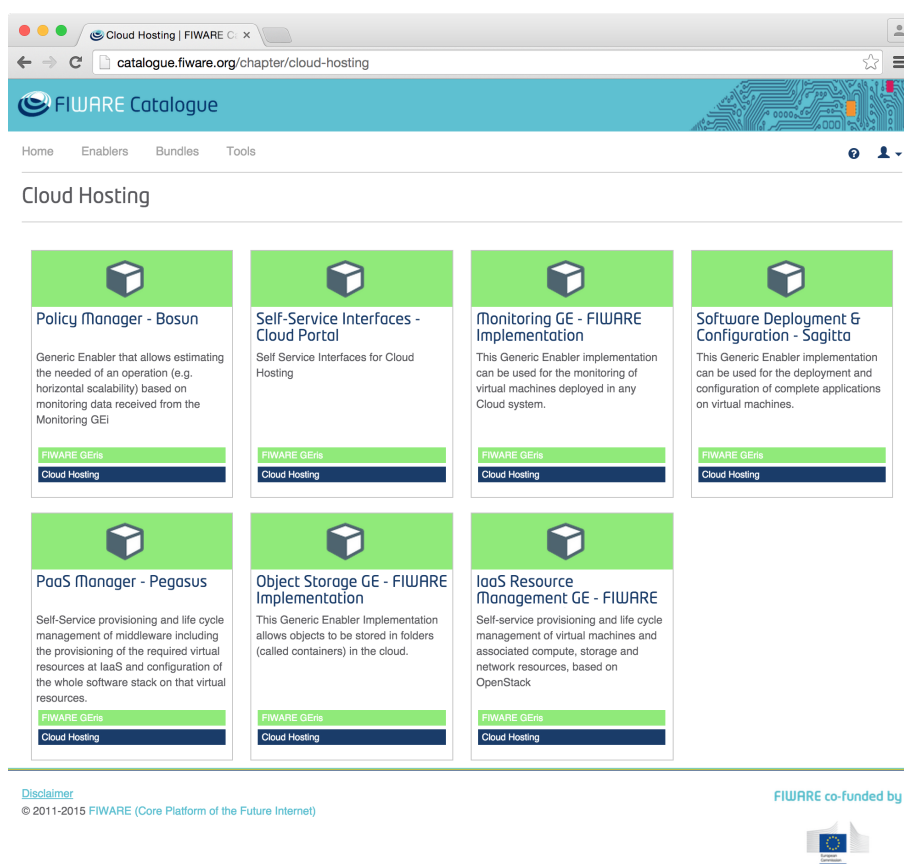 Cloud Hosting | FIWARE C
catalogue.fiware.org/chapter/cloud-hosting
FIWARE Catalogue
Home Enablers Bundles Tools
Cloud Hosting
Policy Manager - Bosun
Generic Enabler that allows estimating
the needed of an operation (e.g.
horizontal scalability) based on
monitoring data received from the
Monitoring GEi
FIWARE GEris
Cloud Hosting
Self-Service Interfaces -
Cloud Portal
Self Service Interfaces for Cloud
Hosting
FIWARE GEris
Cloud Hosting
Monitoring GE - FIWARE
Implementation
This Generic Enabler implementation
can be used for the monitoring of
virtual machines deployed in any
Cloud system.
FIWARE GEris
Cloud Hosting
Software Deployment &
Configuration - Sagitta
This Generic Enabler implementation
can be used for the deployment and
configuration of complete applications
on virtual machines.
FIWARE GEris
Cloud Hosting
PaaS Manager - Pegasus
Self-Service provisioning and life cycle
management of middleware including
the provisioning of the required virtual
resources at IaaS and configuration of
the whole software stack on that virtual
resources.
FIWARE GEris
Cloud Hosting
Object Storage GE - FIWARE
Implementation
This Generic Enabler Implementation
allows objects to be stored in folders
(called containers) in the cloud.
FIWARE GEris
Cloud Hosting
IaaS Resource
Management GE - FIWARE
Self-service provisioning and life cycle
management of virtual machines and
associated compute, storage and
network resources, based on
OpenStack
FIWARE GEris
Cloud Hosting
Disclaimer
© 2011-2015 FIWARE (Core Platform of the Future Internet)
FIWARE co-funded by
European
Commission